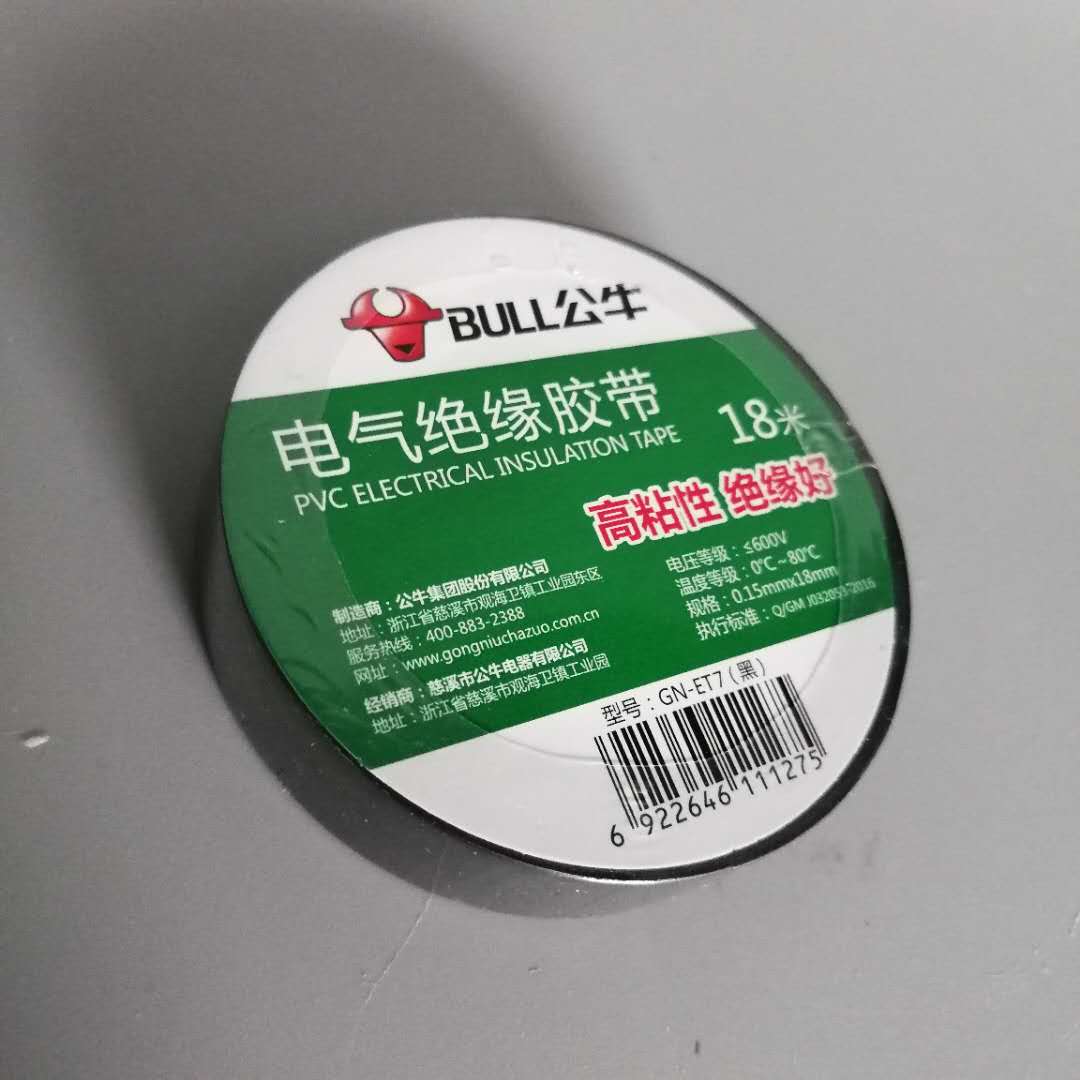 BULL公牛
电气绝缘胶带
PVC ELECTRICAL INSULATION TAPE
18米
高粘性 绝缘好
制造商：公牛集团股份有限公司
地址：浙江省慈溪市观海卫镇工业园东区
服务热线：400-883-2388
网址：www.gongniuchazuo.com.cn
经销商：慈溪市公牛电器有限公司
地址：浙江省慈溪市观海卫镇工业园
电压等级：≤600V
温度等级：0℃~80℃
规格：0.15mmx18mm
执行标准：Q/GM J032053-2016
型号：GN-ET7（黑）
6 922646 111275